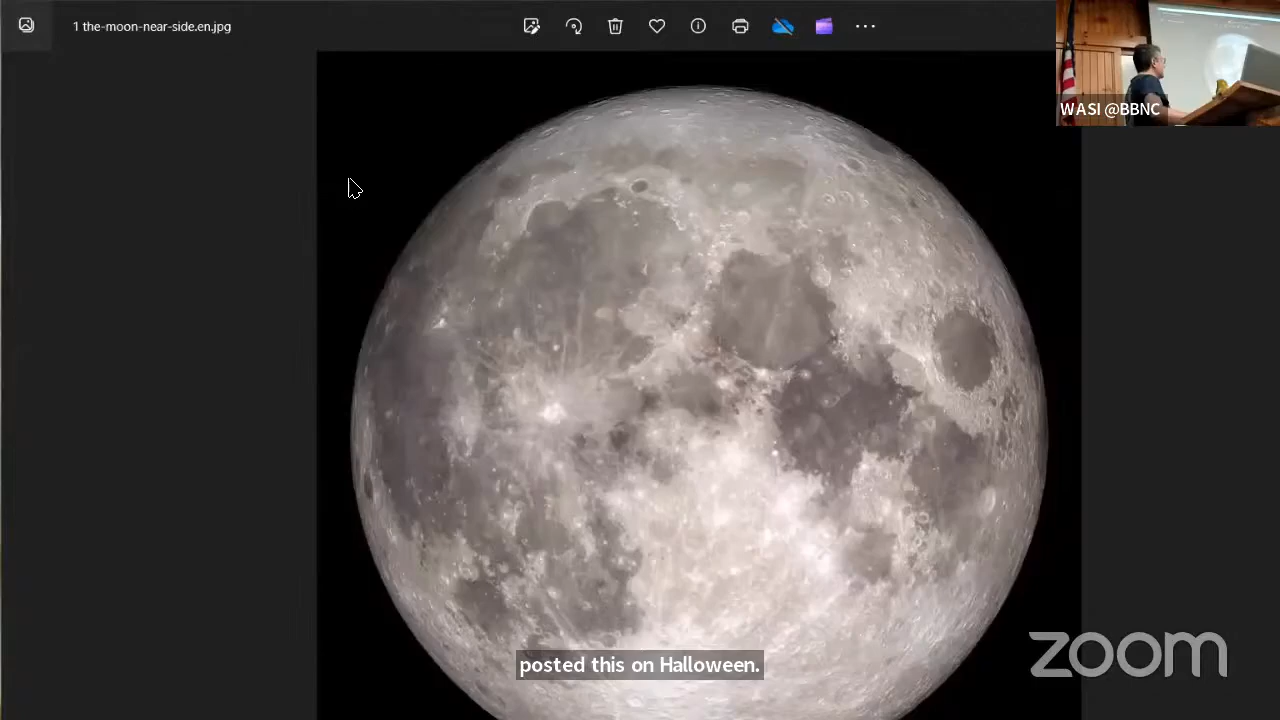 1 the-moon-near-side.en.jpg
WASI @BBNC
posted this on Halloween.
zoom